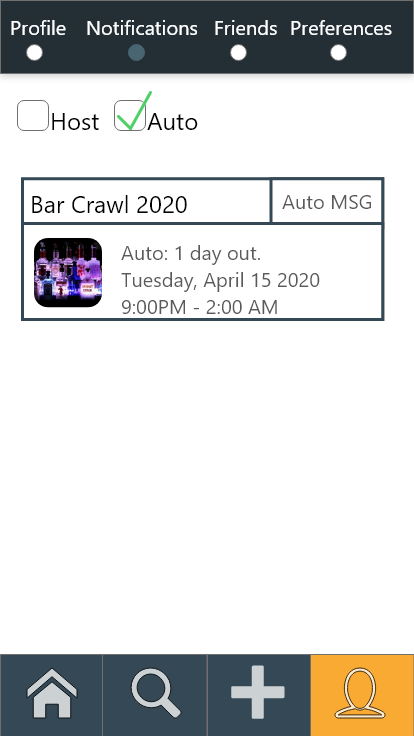 Profile Notifications Friends Preferences
Host Auto
Bar Crawl 2020 Auto MSG
Auto: 1 day out.
Tuesday, April 15 2020
9:00PM - 2:00 AM